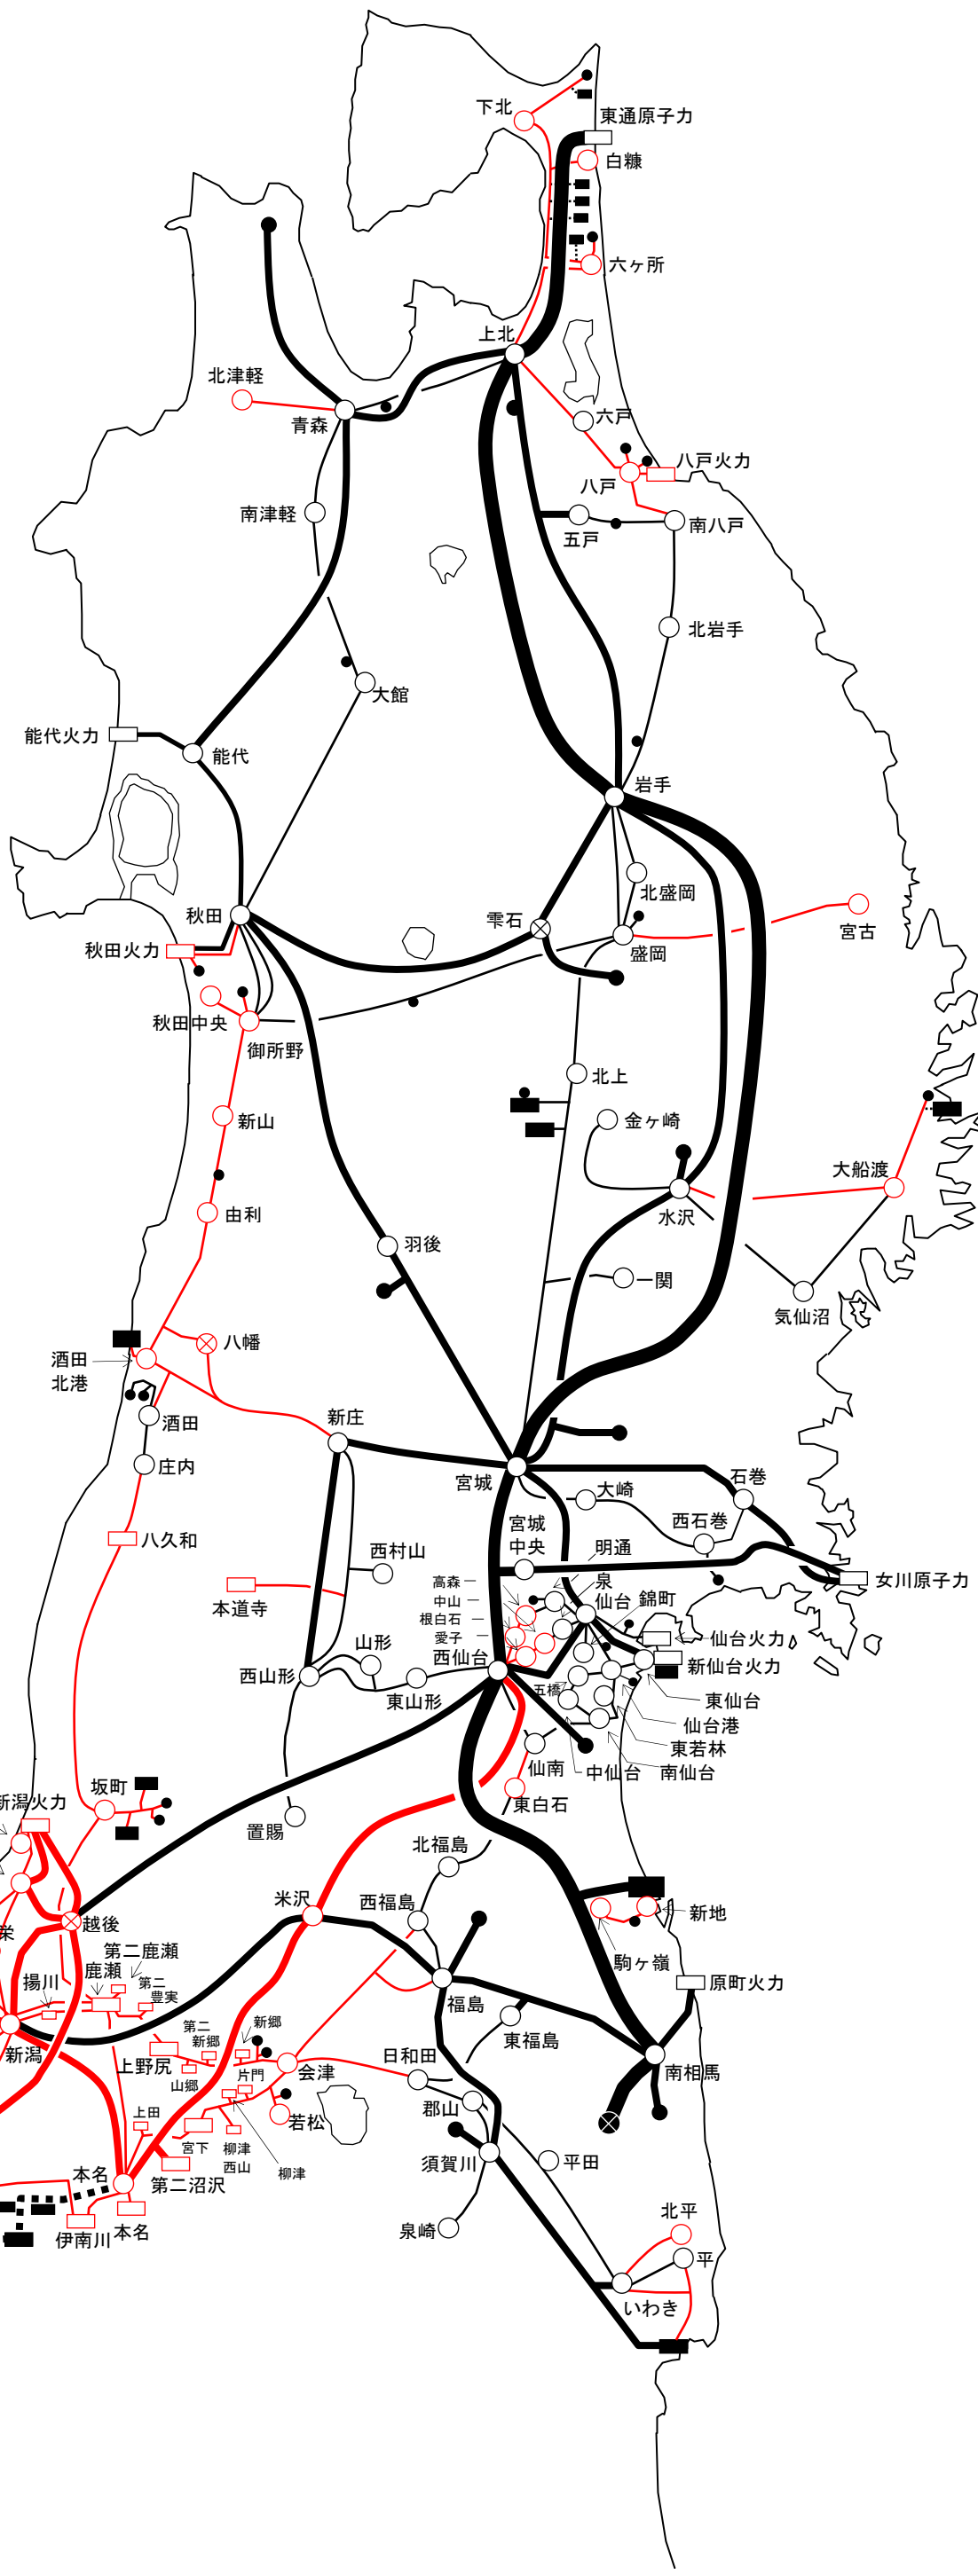 下北
東通原子力
白糠
六ヶ所
上北
北津軽
青森
六戸
八戸火力
八戸
南津軽
五戸
南八戸
北岩手
大館
能代火力
能代
岩手
北盛岡
秋田
雫石
宮古
秋田火力
盛岡
秋田中央
御所野
北上
新山
金ヶ崎
大船渡
由利
水沢
羽後
一関
気仙沼
八幡
酒田
北港
新庄
酒田
庄内
宮城
石巻
大崎
宮城
中央
西石巻
八久和
明通
西村山
女川原子力
高森
泉
本道寺
中山
仙台
錦町
根白石
愛子
仙台火力
山形
西仙台
新仙台火力
西山形
五橋
東仙台
東山形
仙台港
東若林
仙南
中仙台
南仙台
坂町
新潟火力
東白石
置賜
北福島
米沢
西福島
新地
栄
越後
第二鹿瀬
駒ヶ嶺
鹿瀬
揚川
第二
豊実
原町火力
福島
第二
新郷
新郷
東福島
新潟
上野尻
日和田
片門
会津
南相馬
山郷
上田
若松
郡山
宮下
柳津
西山
須賀川
平田
本名
柳津
第二沼沢
北平
伊南川
本名
泉崎
平
いわき